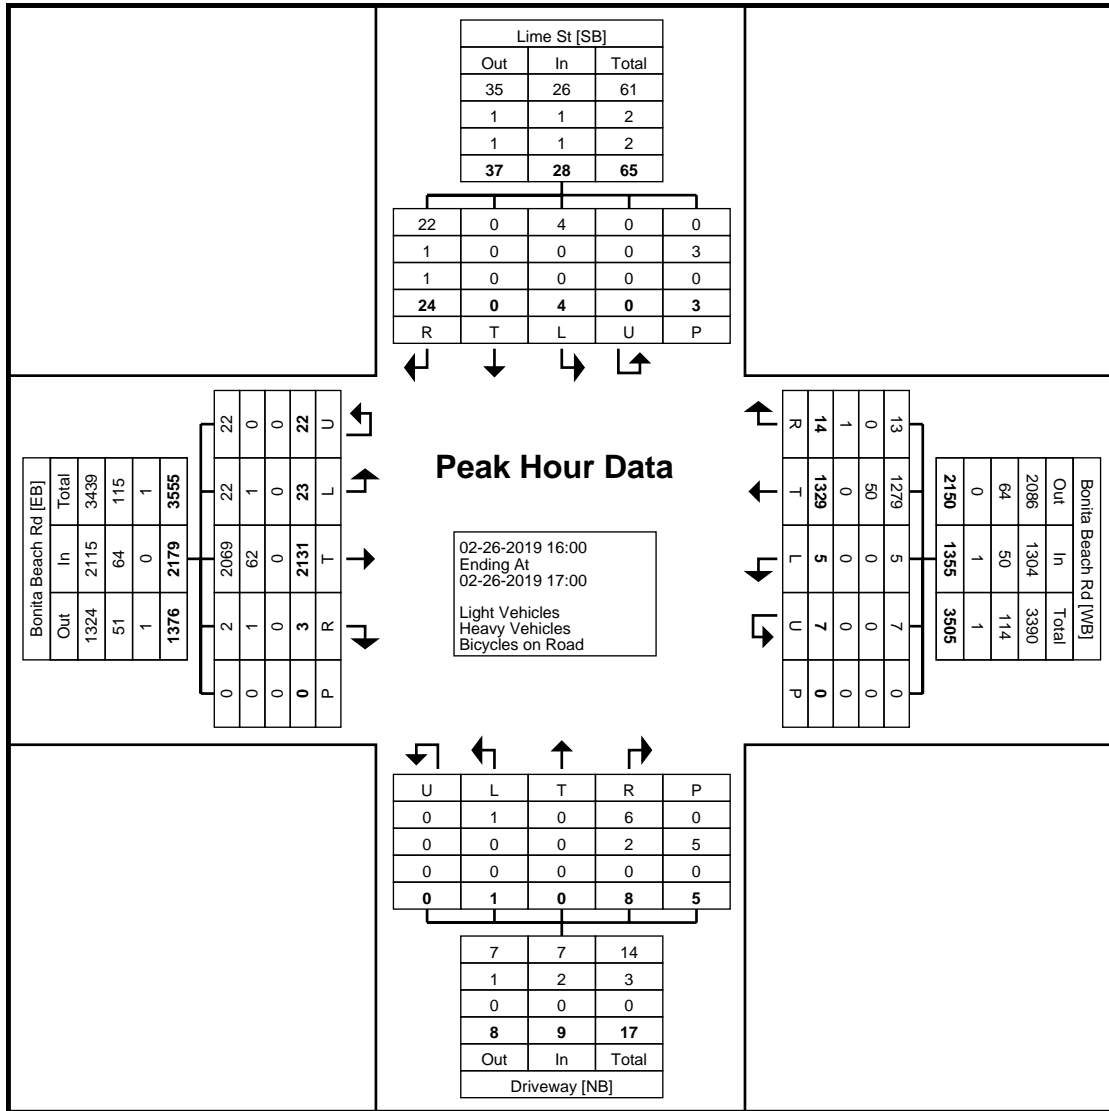 Lime St [SB]
Out In Total
35 26 61
1 1 2
1 1 2
37 28 65
22 0 4 0 0
1 0 0 0 3
1 0 0 0 0
24 0 4 0 3
R T L U P
Peak Hour Data
02-26-2019 16:00
Ending At
02-26-2019 17:00
Light Vehicles
Heavy Vehicles
Bicycles on Road
Bonita Beach Rd [EB]
Total 3439 115 1 3555
In 2115 64 0 2179
Out 1324 51 1 1376
22 0 0 22 U
22 1 0 23 L
2069 62 0 2131 T
2 1 0 3 R
0 0 0 0 P
R 14 1 0 13
T 1329 0 50 1279
L 5 0 0 5
U 7 0 0 7
P 0 0 0 0
Bonita Beach Rd [WB]
2150 0 64 2086 Out
1355 1 50 1304 In
3505 1 114 3390 Total
U L T R P
0 1 0 6 0
0 0 0 2 5
0 0 0 0 0
0 1 0 8 5
7 7 14
1 2 3
0 0 0
8 9 17
Out In Total
Driveway [NB]